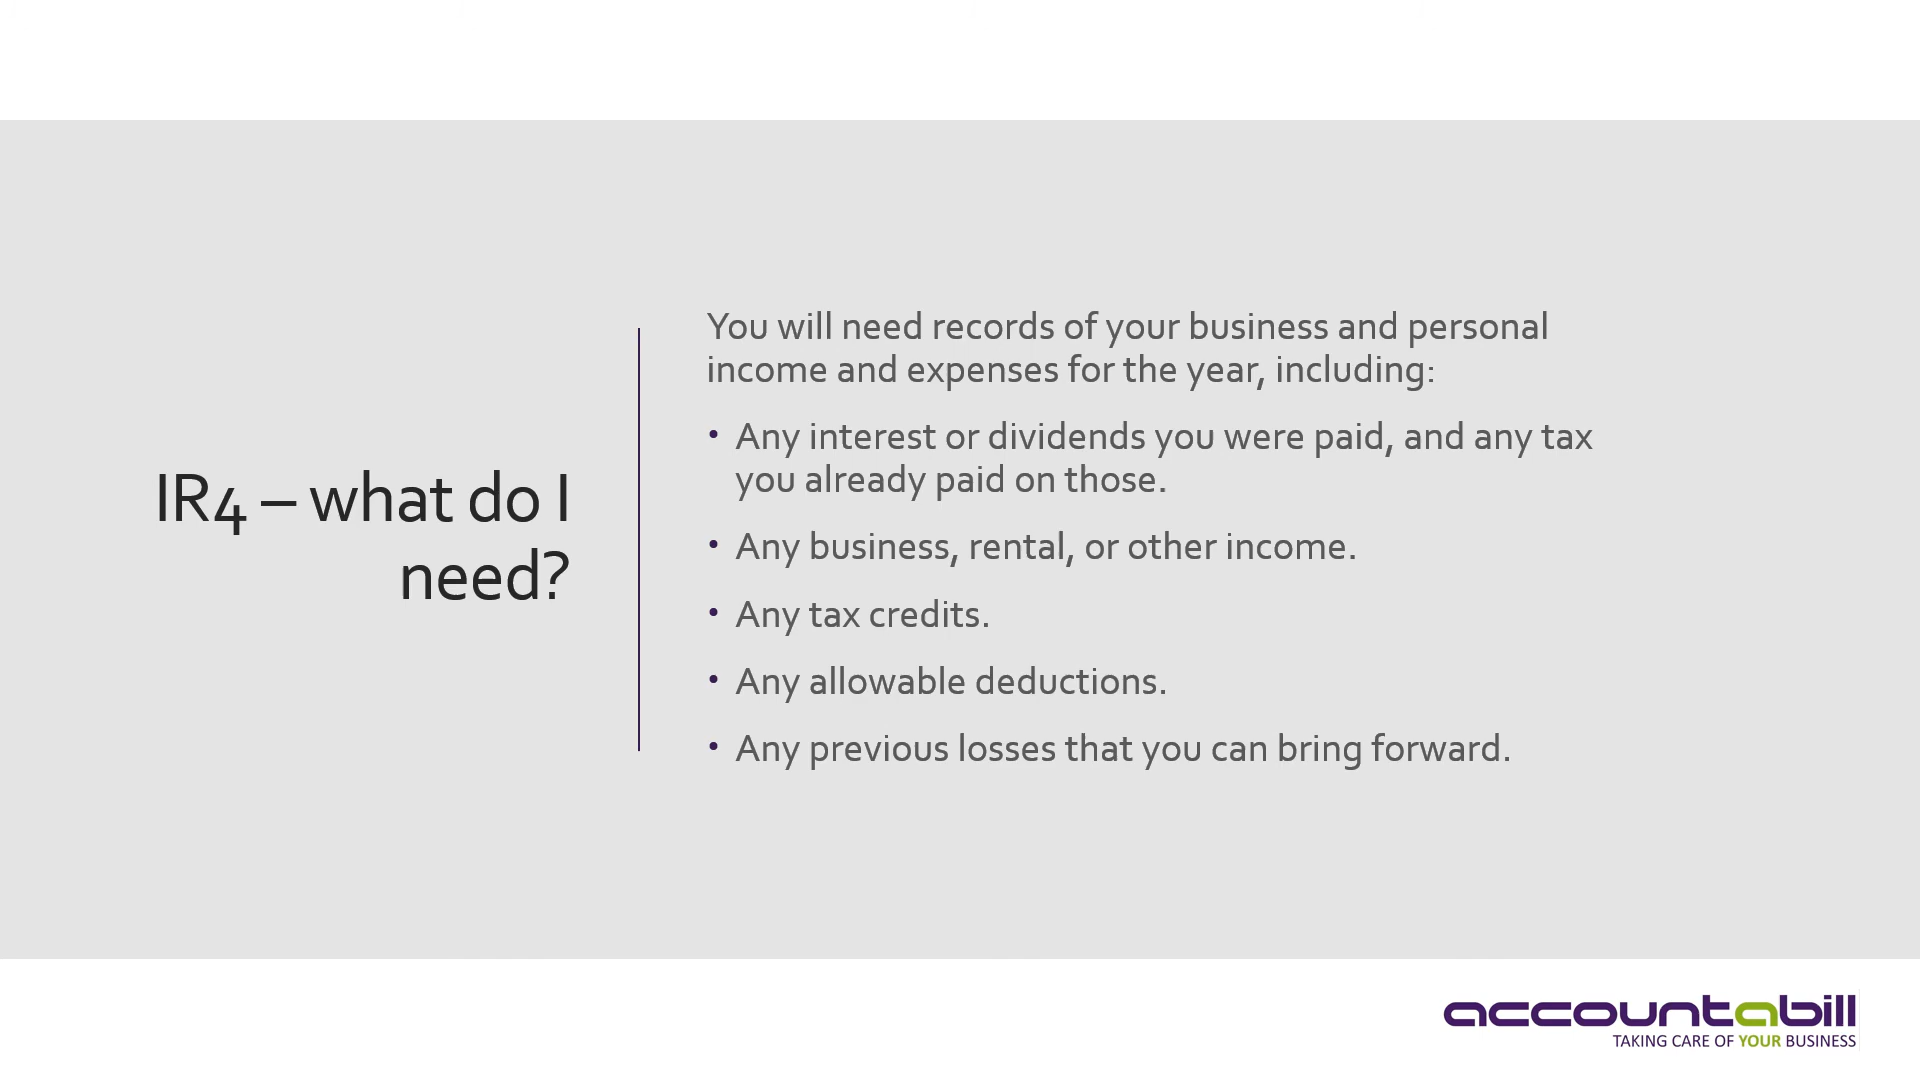 IR4 – what do I
need?
You will need records of your business and personal
income and expenses for the year, including:
• Any interest or dividends you were paid, and any tax
you already paid on those.
• Any business, rental, or other income.
• Any tax credits.
• Any allowable deductions.
• Any previous losses that you can bring forward.
accountabill
TAKING CARE OF YOUR BUSINESS